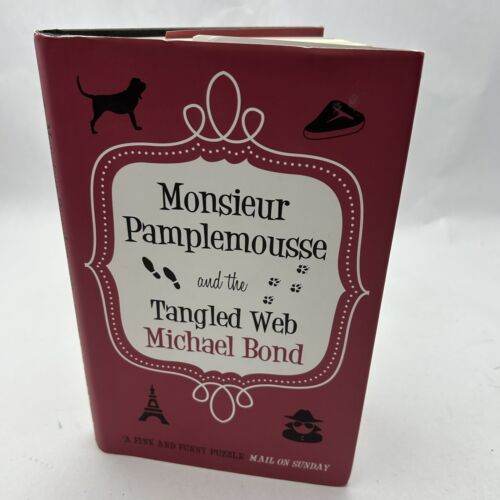 Monsieur
Pamplemousse
and the
Tangled Web
Michael Bond
'A FINE AND FUNNY PUZZLE' MAIL ON SUNDAY